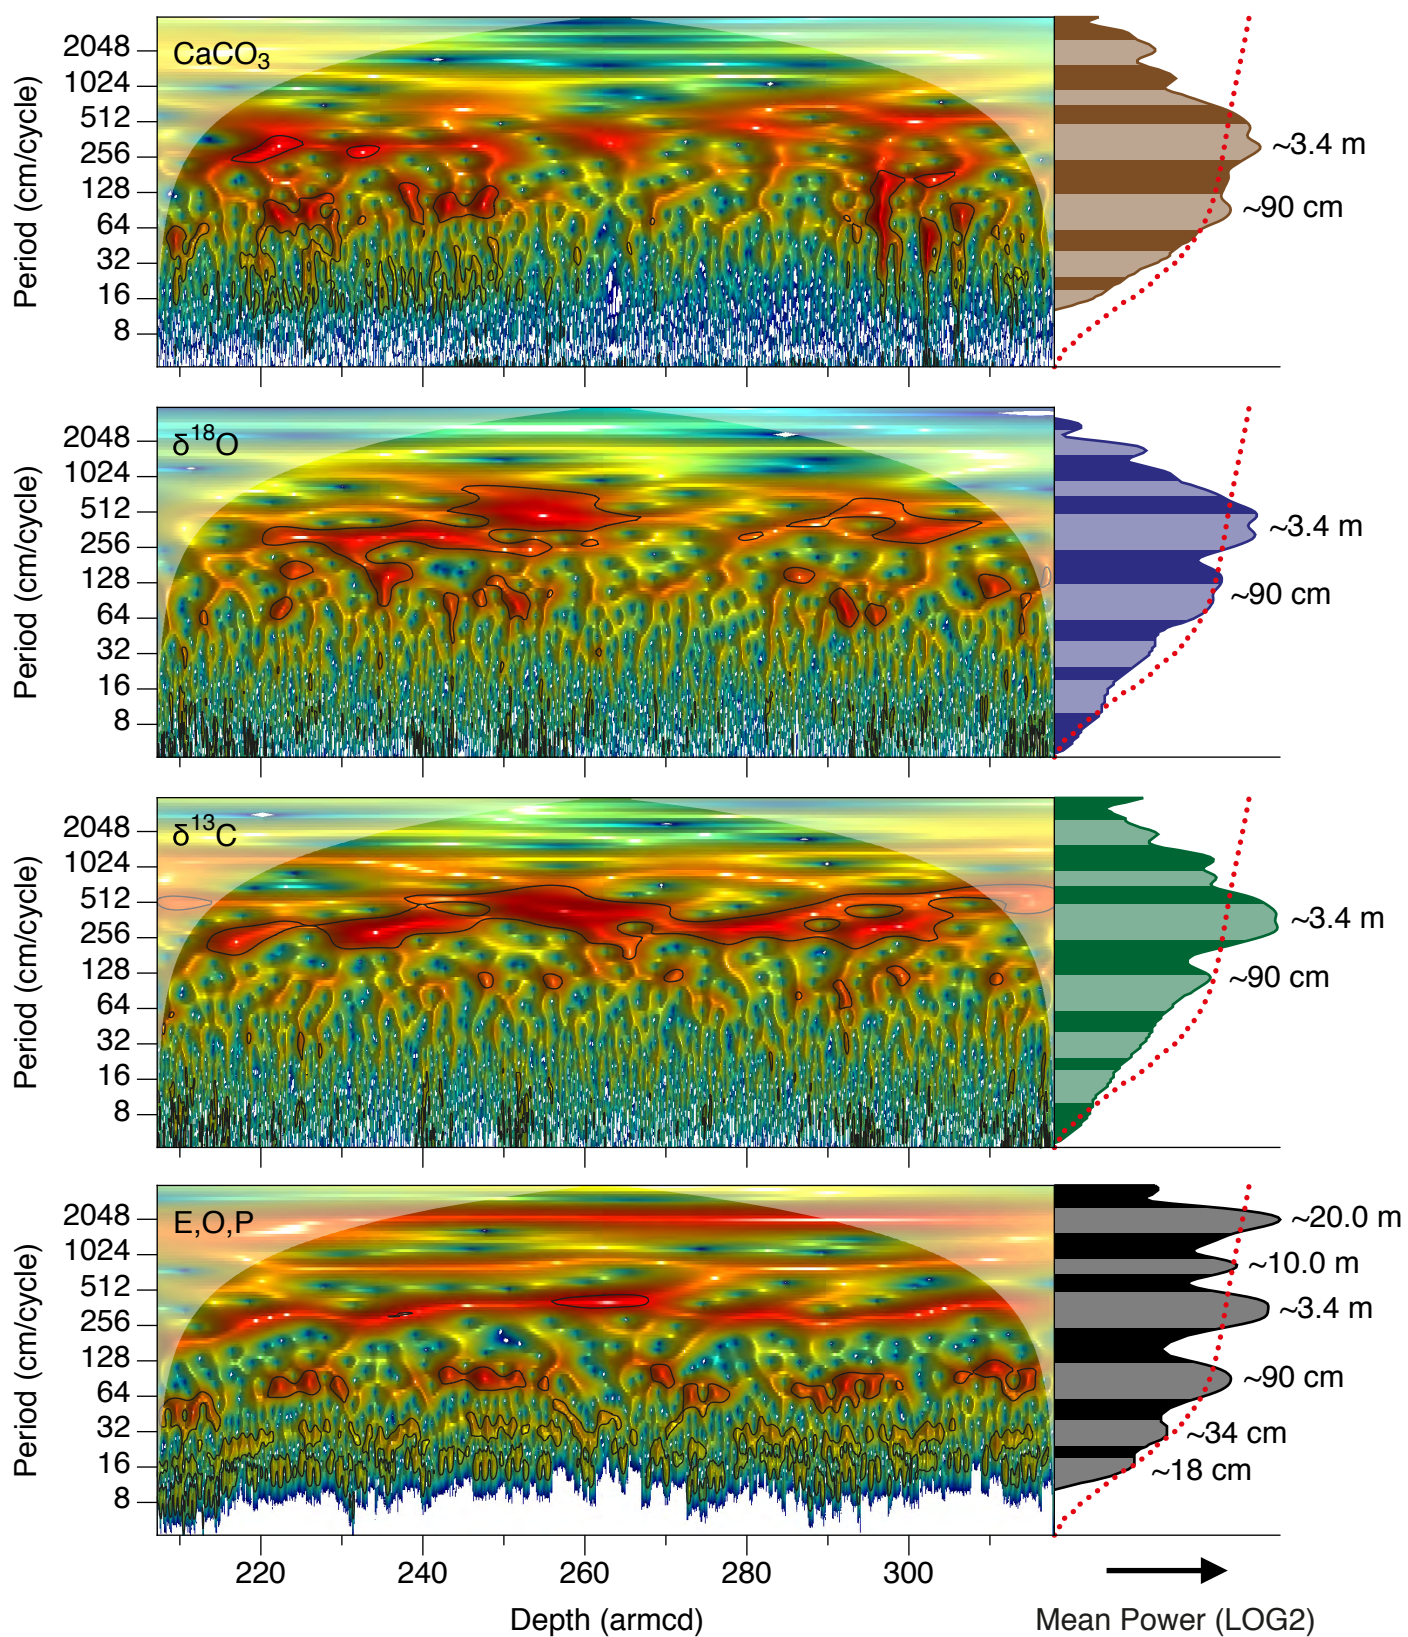 CaCO₃
Period (cm/cycle)
2048
1024
512
256
128
64
32
16
8
~3.4 m
~90 cm
δ¹⁸O
Period (cm/cycle)
2048
1024
512
256
128
64
32
16
8
~3.4 m
~90 cm
δ¹³C
Period (cm/cycle)
2048
1024
512
256
128
64
32
16
8
~3.4 m
~90 cm
E,O,P
Period (cm/cycle)
2048
1024
512
256
128
64
32
16
8
~20.0 m
~10.0 m
~3.4 m
~90 cm
~34 cm
~18 cm
220 240 260 280 300
Depth (armcd)
Mean Power (LOG2)